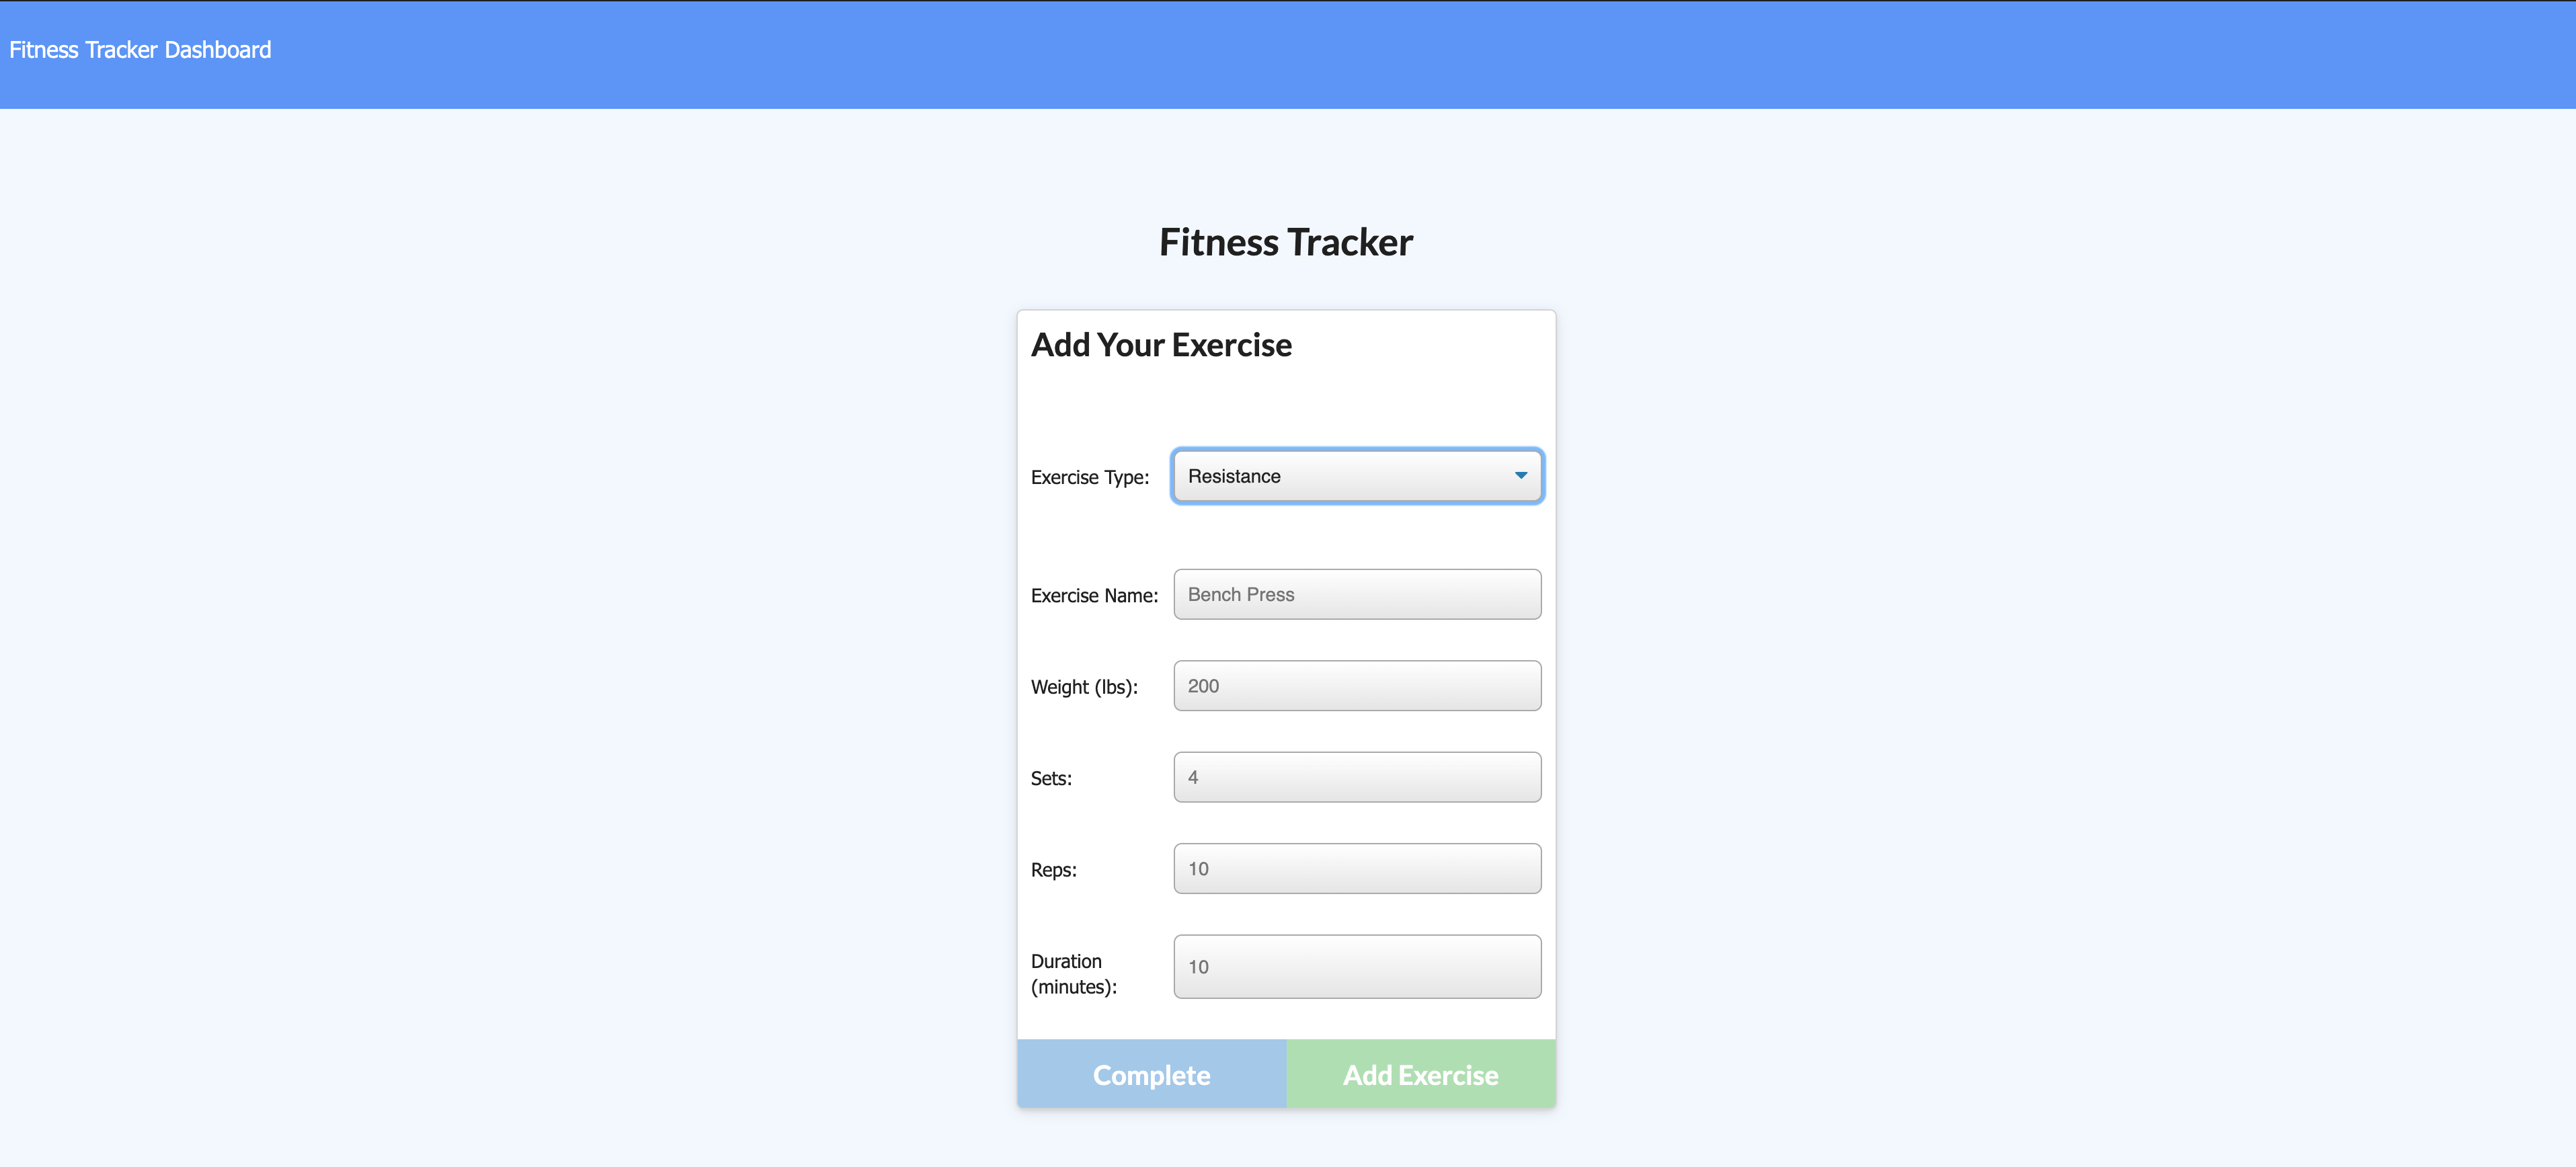 Fitness Tracker Dashboard
Fitness Tracker
Add Your Exercise
Exercise Type: Resistance
Exercise Name: Bench Press
Weight (lbs): 200
Sets: 4
Reps: 10
Duration (minutes): 10
Complete Add Exercise